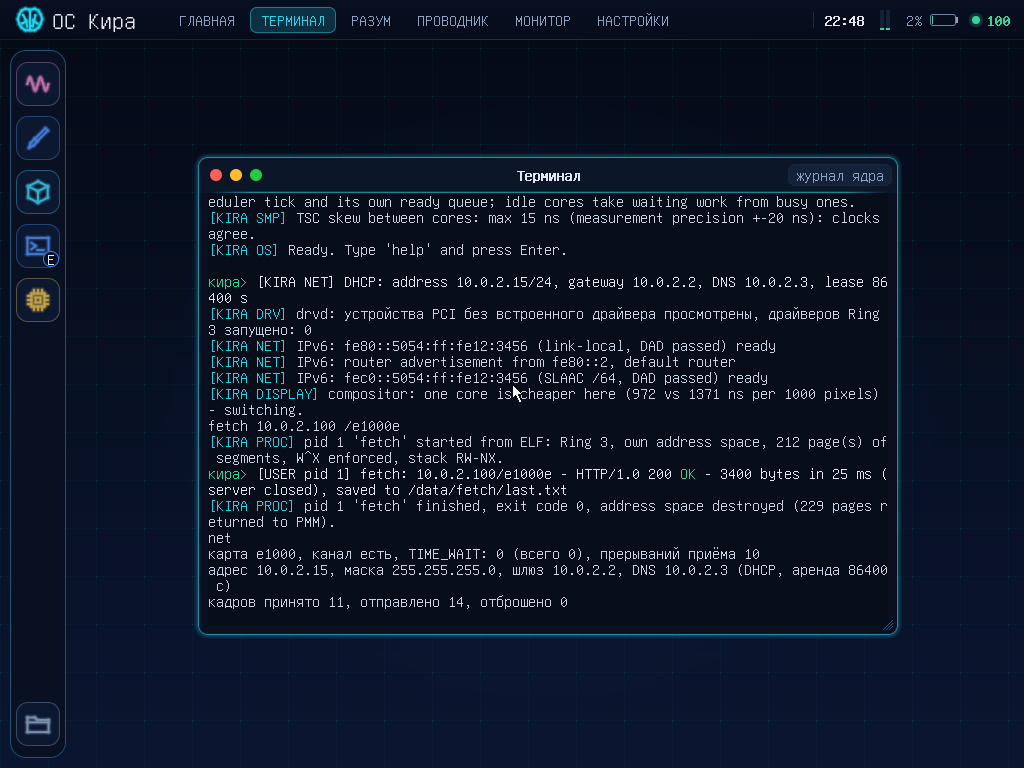 ОС Кира
ГЛАВНАЯ ТЕРМИНАЛ РАЗУМ ПРОВОДНИК МОНИТОР НАСТРОЙКИ
22:48 2% 100
E
Терминал
журнал ядра
eduler tick and its own ready queue; idle cores take waiting work from busy ones.
[KIRA SMP] TSC skew between cores: max 15 ns (measurement precision +-20 ns): clocks
agree.
[KIRA OS] Ready. Type 'help' and press Enter.
кира> [KIRA NET] DHCP: address 10.0.2.15/24, gateway 10.0.2.2, DNS 10.0.2.3, lease 86
400 s
[KIRA DRV] drvd: устройства PCI без встроенного драйвера просмотрены, драйверов Ring
3 запущено: 0
[KIRA NET] IPv6: fe80::5054:ff:fe12:3456 (link-local, DAD passed) ready
[KIRA NET] IPv6: router advertisement from fe80::2, default router
[KIRA NET] IPv6: fec0::5054:ff:fe12:3456 (SLAAC /64, DAD passed) ready
[KIRA DISPLAY] compositor: one core is cheaper here (972 vs 1371 ns per 1000 pixels)
- switching.
fetch 10.0.2.100 /e1000e
[KIRA PROC] pid 1 'fetch' started from ELF: Ring 3, own address space, 212 page(s) of
segments, W^X enforced, stack RW-NX.
кира> [USER pid 1] fetch: 10.0.2.100/e1000e - HTTP/1.0 200 OK - 3400 bytes in 25 ms (
server closed), saved to /data/fetch/last.txt
[KIRA PROC] pid 1 'fetch' finished, exit code 0, address space destroyed (229 pages r
eturned to PMM).
net
карта e1000, канал есть, TIME_WAIT: 0 (всего 0), прерываний приёма 10
адрес 10.0.2.15, маска 255.255.255.0, шлюз 10.0.2.2, DNS 10.0.2.3 (DHCP, аренда 86400
с)
кадров принято 11, отправлено 14, отброшено 0